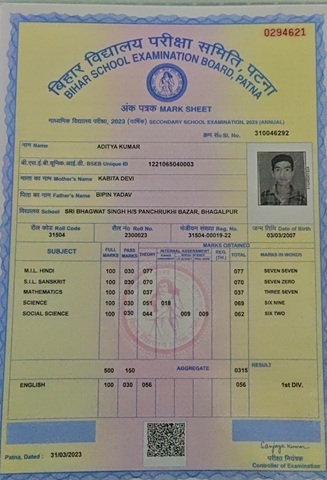 0294621
बिहार विद्यालय परीक्षा समिति, पटना
BIHAR SCHOOL EXAMINATION BOARD, PATNA
अंक पत्रक MARK SHEET
माध्यमिक विद्यालय परीक्षा, 2023 (वार्षिक) SECONDARY SCHOOL EXAMINATION, 2023 (ANNUAL)
क्रम सं०/Sl. No. 310046292
नाम Name ADITYA KUMAR
बी.एस.ई.बी.यूनिक.आई.डी. BSEB Unique ID 1221065040003
माता का नाम Mother's Name KABITA DEVI
पिता का नाम Father's Name BIPIN YADAV
विद्यालय School SRI BHAGWAT SINGH H/S PANCHRUKHI BAZAR, BHAGALPUR
रौल कोड Roll Code रौल नं० Roll No. पंजीयन संख्या Reg. No. जन्म तिथि Date of Birth
31504 2300023 31504-00019-22 03/03/2007
MARKS OBTAINED
SUBJECT FULL MARKS PASS MARKS THEORY INTERNAL ASSESSMENT REG. TOTAL MARKS-IN-WORDS
M.I.L. HINDI 100 030 077 077 SEVEN SEVEN
S.I.L. SANSKRIT 100 030 070 070 SEVEN ZERO
MATHEMATICS 100 030 037 037 THREE SEVEN
SCIENCE 100 030 051 018 069 SIX NINE
SOCIAL SCIENCE 100 030 044 009 009 062 SIX TWO
500 150 AGGREGATE 0315 RESULT
ENGLISH 100 030 056 056 1st DIV.
Patna, Dated : 31/03/2023
परीक्षा नियंत्रक
Controller of Examination